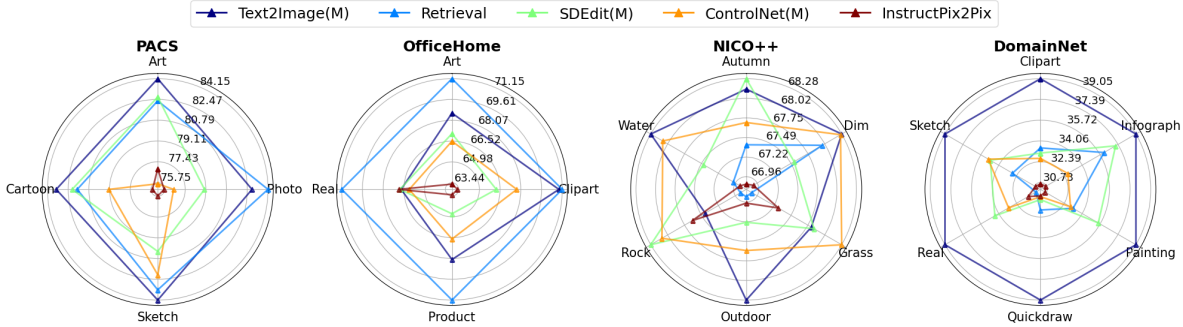 Text2Image(M) Retrieval SDEdit(M) ControlNet(M) InstructPix2Pix
PACS
Art
84.15
82.47
80.79
79.11
77.43
75.75
Cartoon
Photo
Sketch
OfficeHome
Art
71.15
69.61
68.07
66.52
64.98
63.44
Real
Clipart
Product
NICO++
Autumn
68.28
68.02
67.75
67.49
67.22
66.96
Water
Dim
Rock
Grass
Outdoor
DomainNet
Clipart
39.05
37.39
35.72
34.06
32.39
30.73
Sketch
Infograph
Real
Painting
Quickdraw